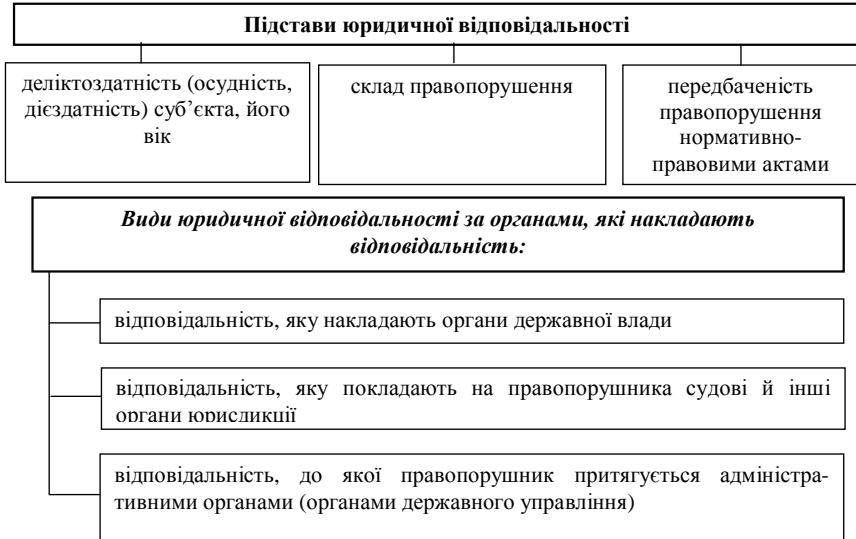 Підстави юридичної відповідальності
деліктоздатність (осудність,
дієздатність) суб’єкта, його
вік
склад правопорушення
передбаченість
правопорушення
нормативно-
правовими актами
Види юридичної відповідальності за органами, які накладають
відповідальність:
відповідальність, яку накладають органи державної влади
відповідальність, яку покладають на правопорушника судові й інші
органи юрисдикції
відповідальність, до якої правопорушник притягується адміністра-
тивними органами (органами державного управління)